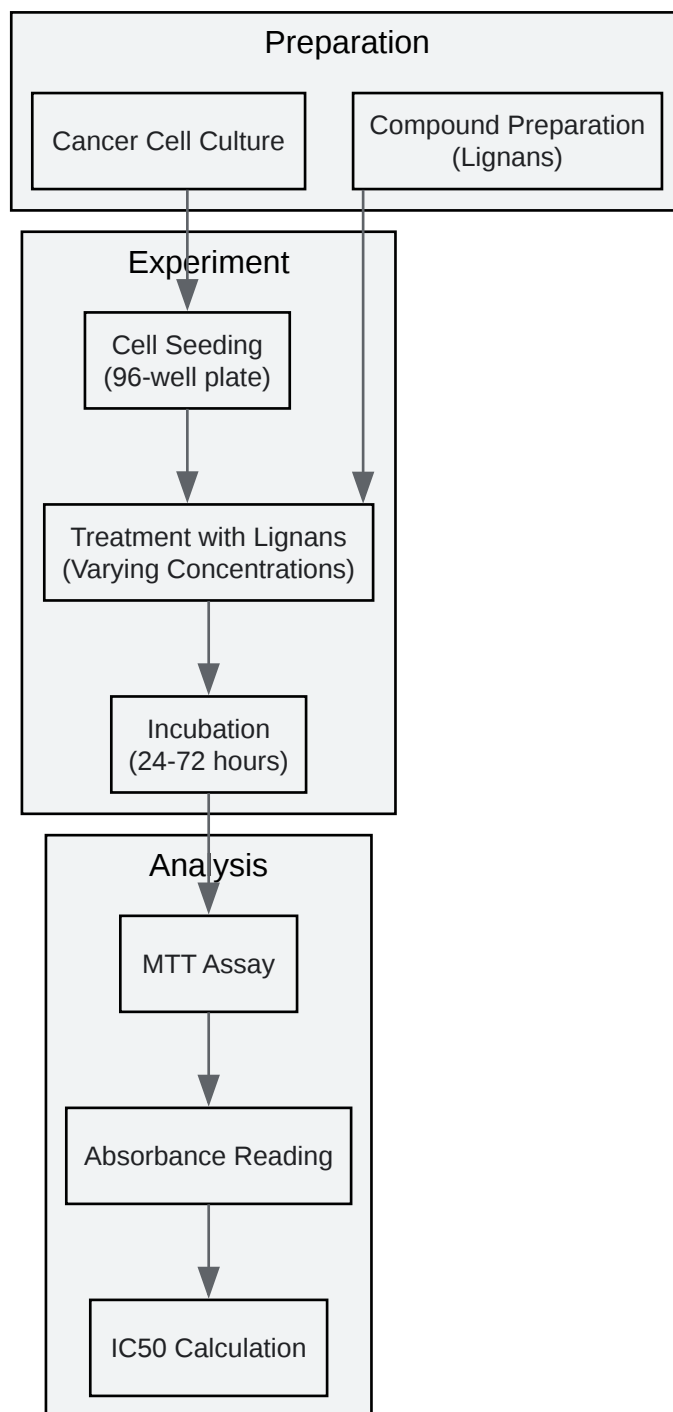 Preparation
Cancer Cell Culture
Compound Preparation
(Lignans)
Experiment
Cell Seeding
(96-well plate)
Treatment with Lignans
(Varying Concentrations)
Incubation
(24-72 hours)
Analysis
MTT Assay
Absorbance Reading
IC50 Calculation